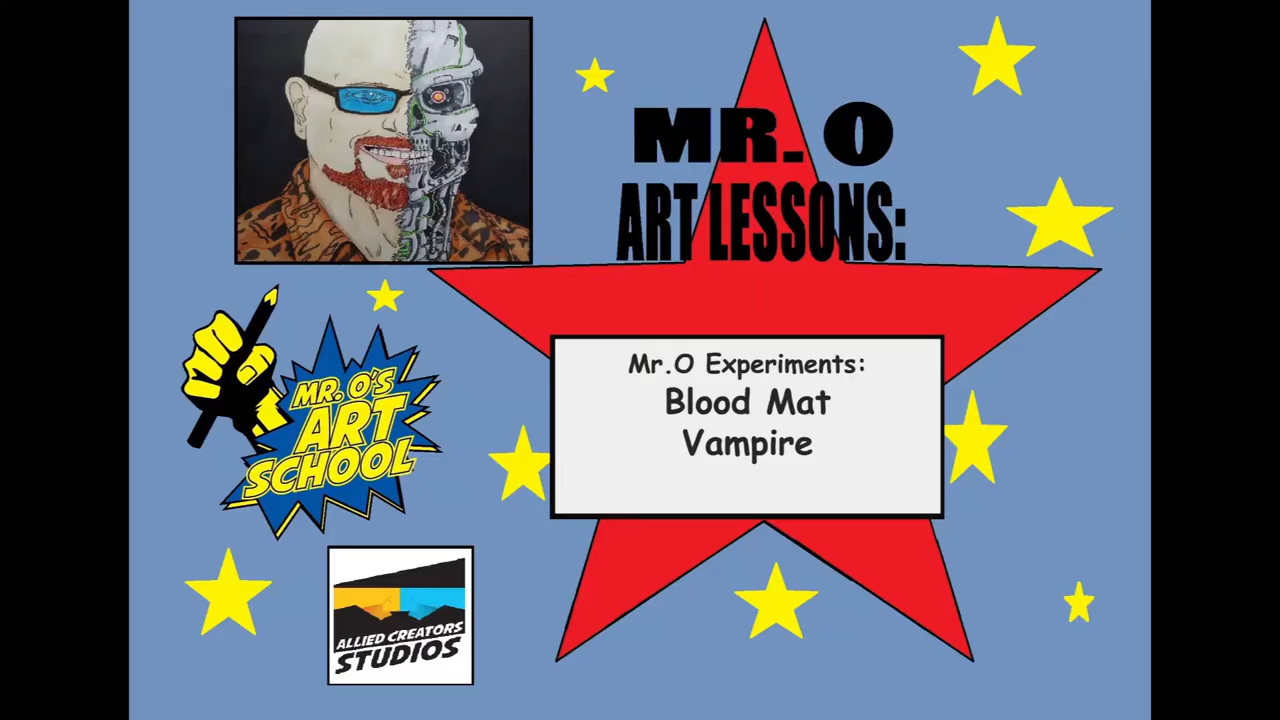 MR. O
ART LESSONS:
Mr.O Experiments:
Blood Mat
Vampire
MR. O'S
ART
SCHOOL
ALLIED CREATORS
STUDIOS